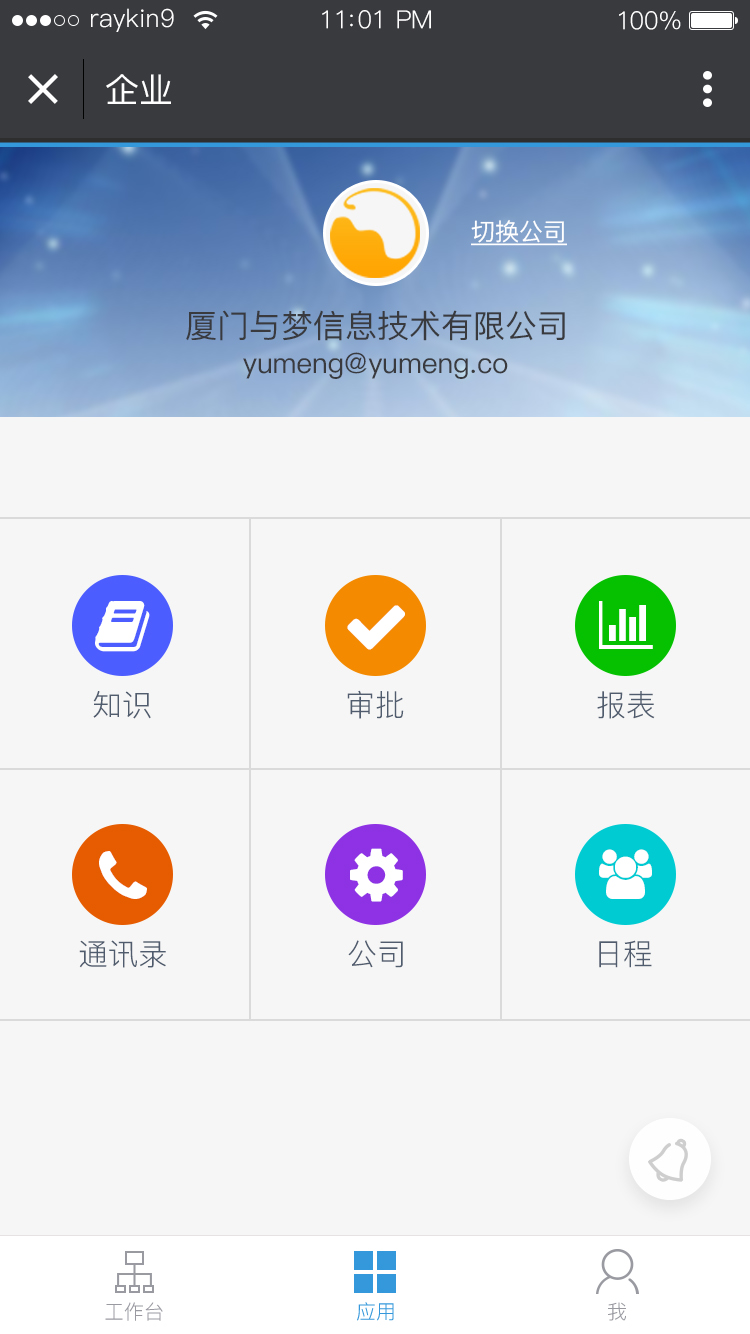 raykin9 11:01 PM 100%
企业
切换公司
厦门与梦信息技术有限公司
yumeng@yumeng.co
知识 审批 报表
通讯录 公司 日程
工作台 应用 我